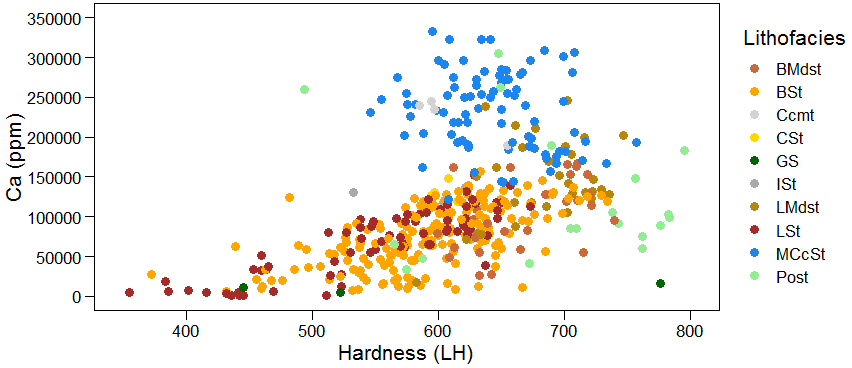 350000
300000
250000
200000
150000
100000
50000
0
Ca (ppm)
400
500
600
700
800
Hardness (LH)
Lithofacies
BMdst
BSt
Ccmt
CSt
GS
ISt
LMdst
LSt
MCcSt
Post